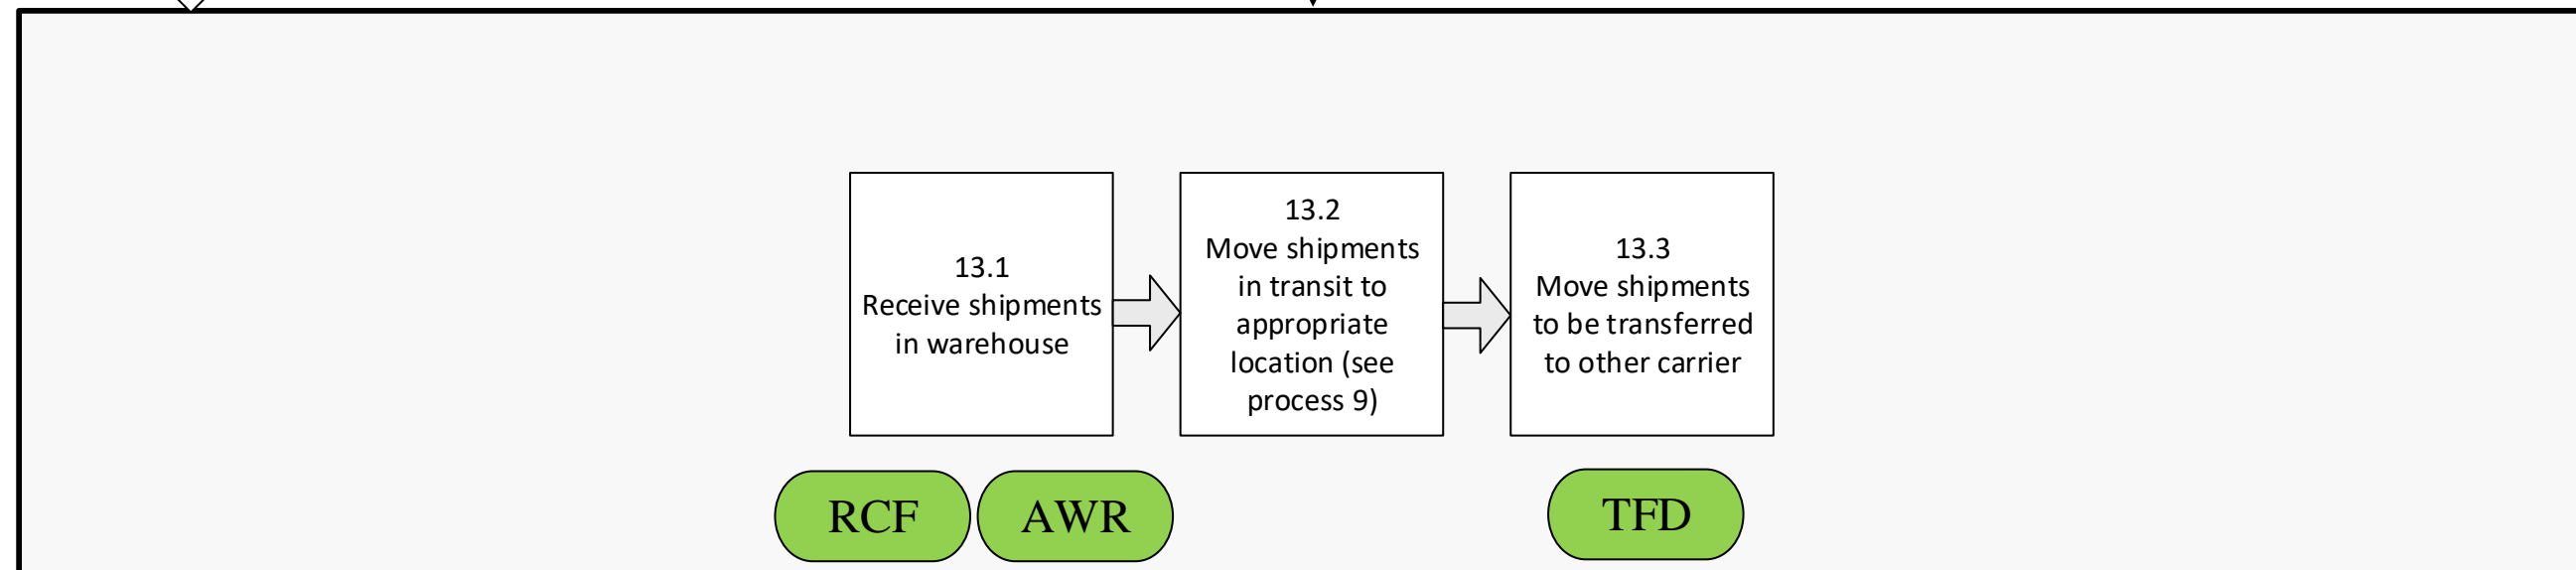 13.1
Receive shipments
in warehouse
13.2
Move shipments
in transit to
appropriate
location (see
process 9)
13.3
Move shipments
to be transferred
to other carrier
RCF
AWR
TFD